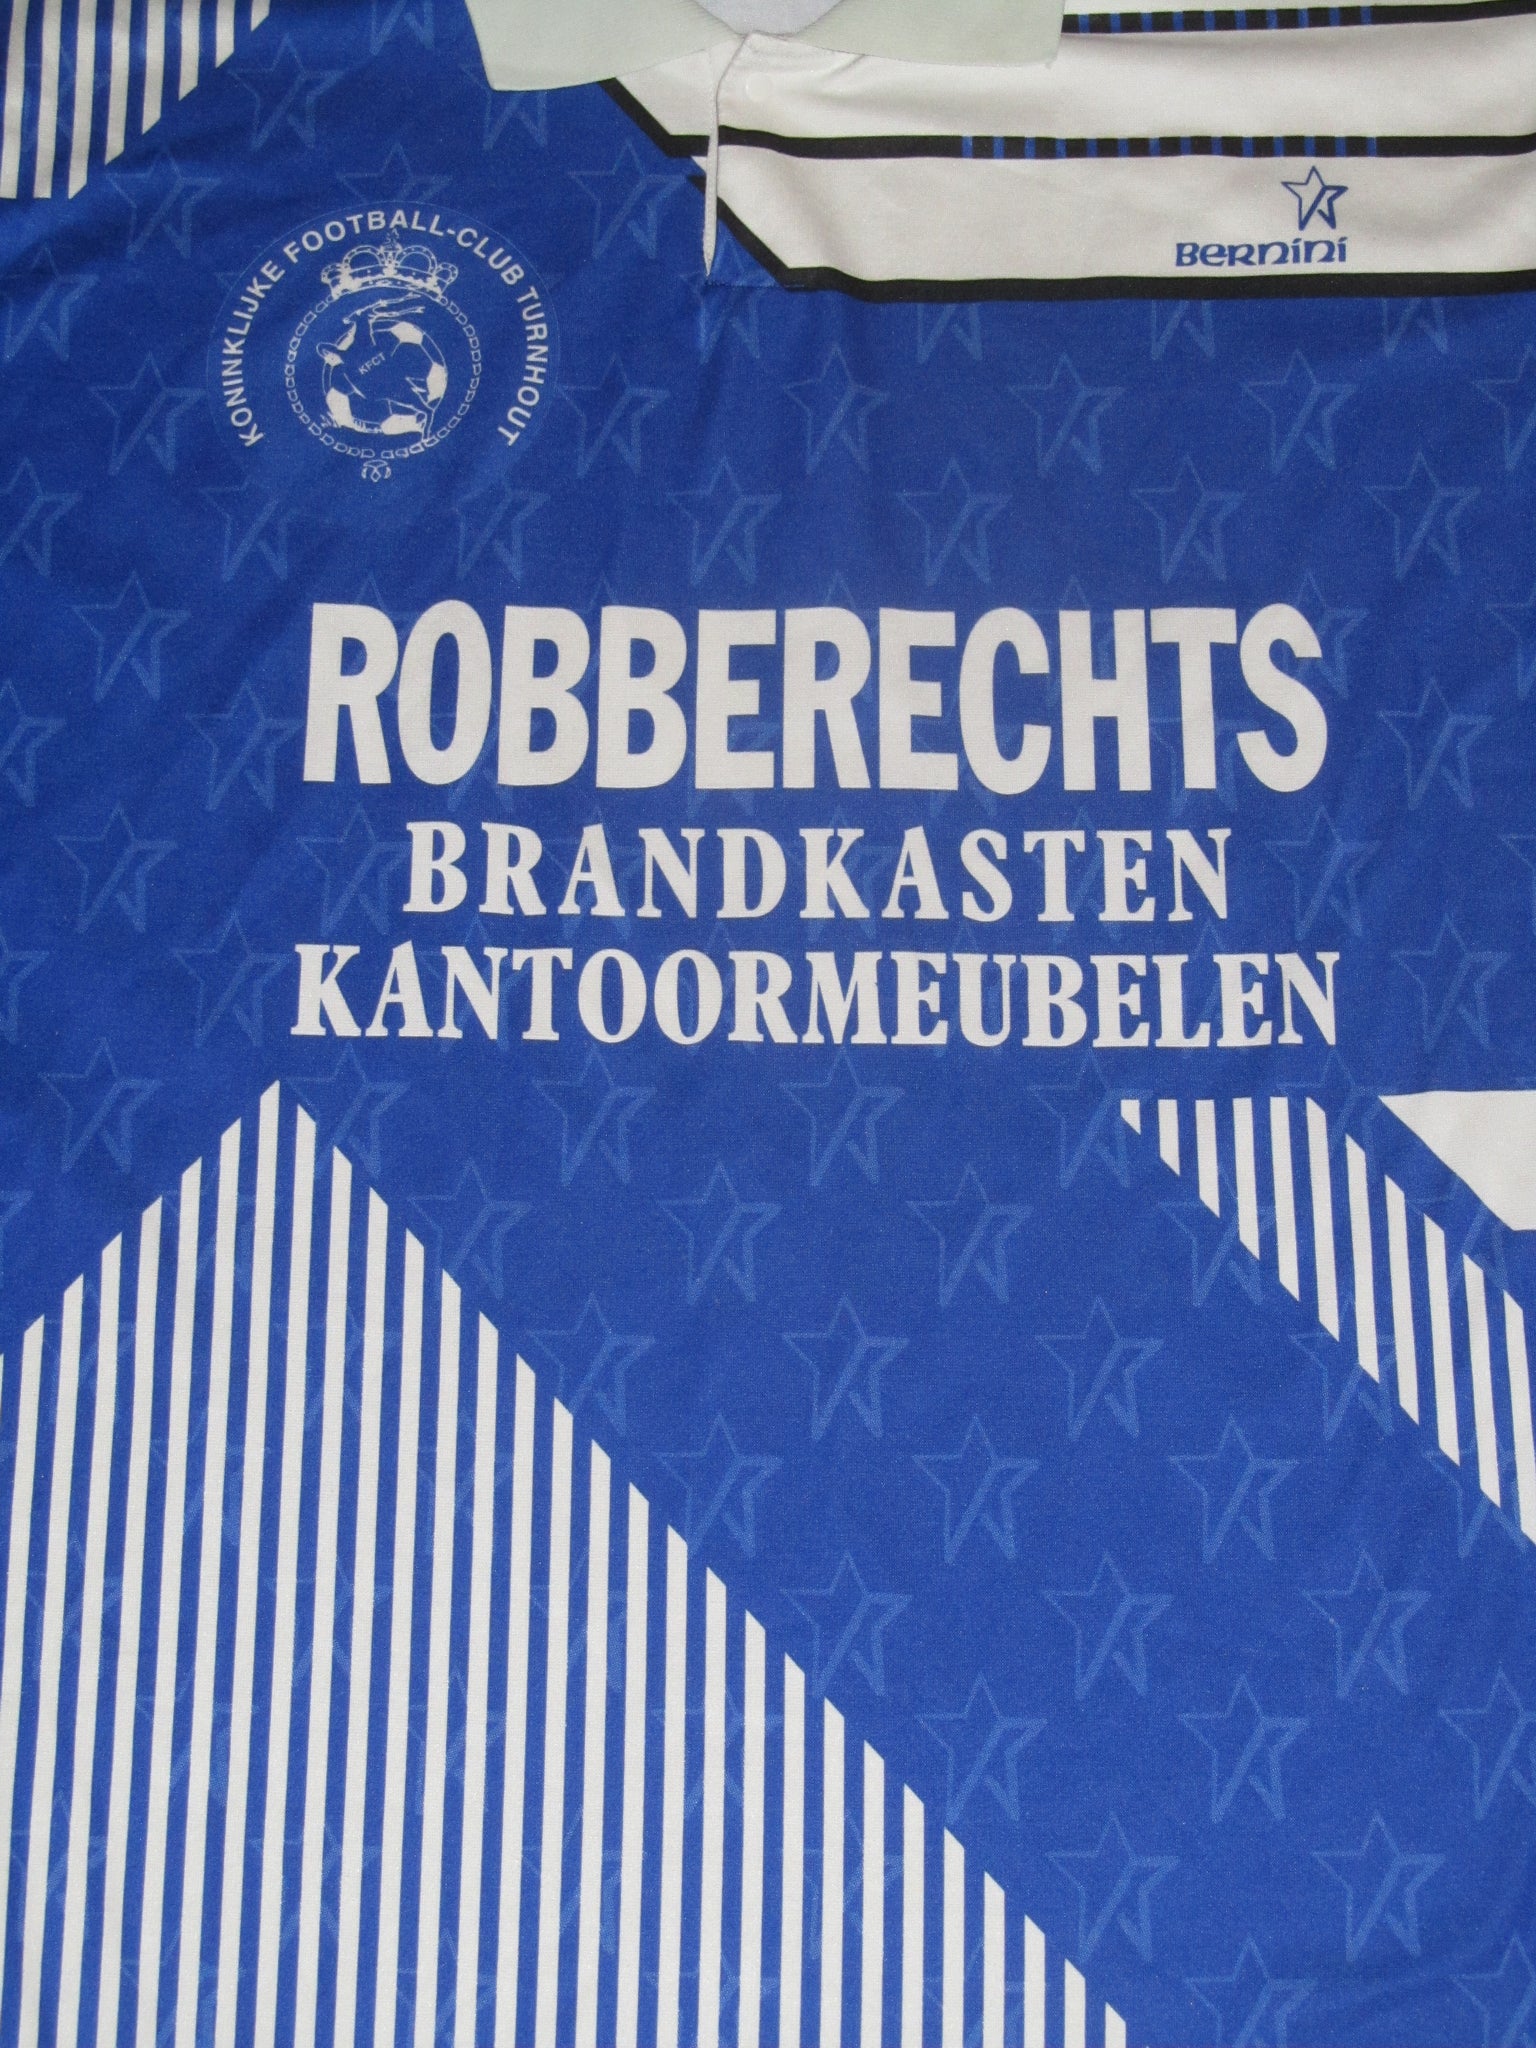 KONINKLIJKE FOOTBALL-CLUB TURNHOUT
KFCT
BERNINI
ROBBERECHTS
BRANDKASTEN
KANTOORMEUBELEN